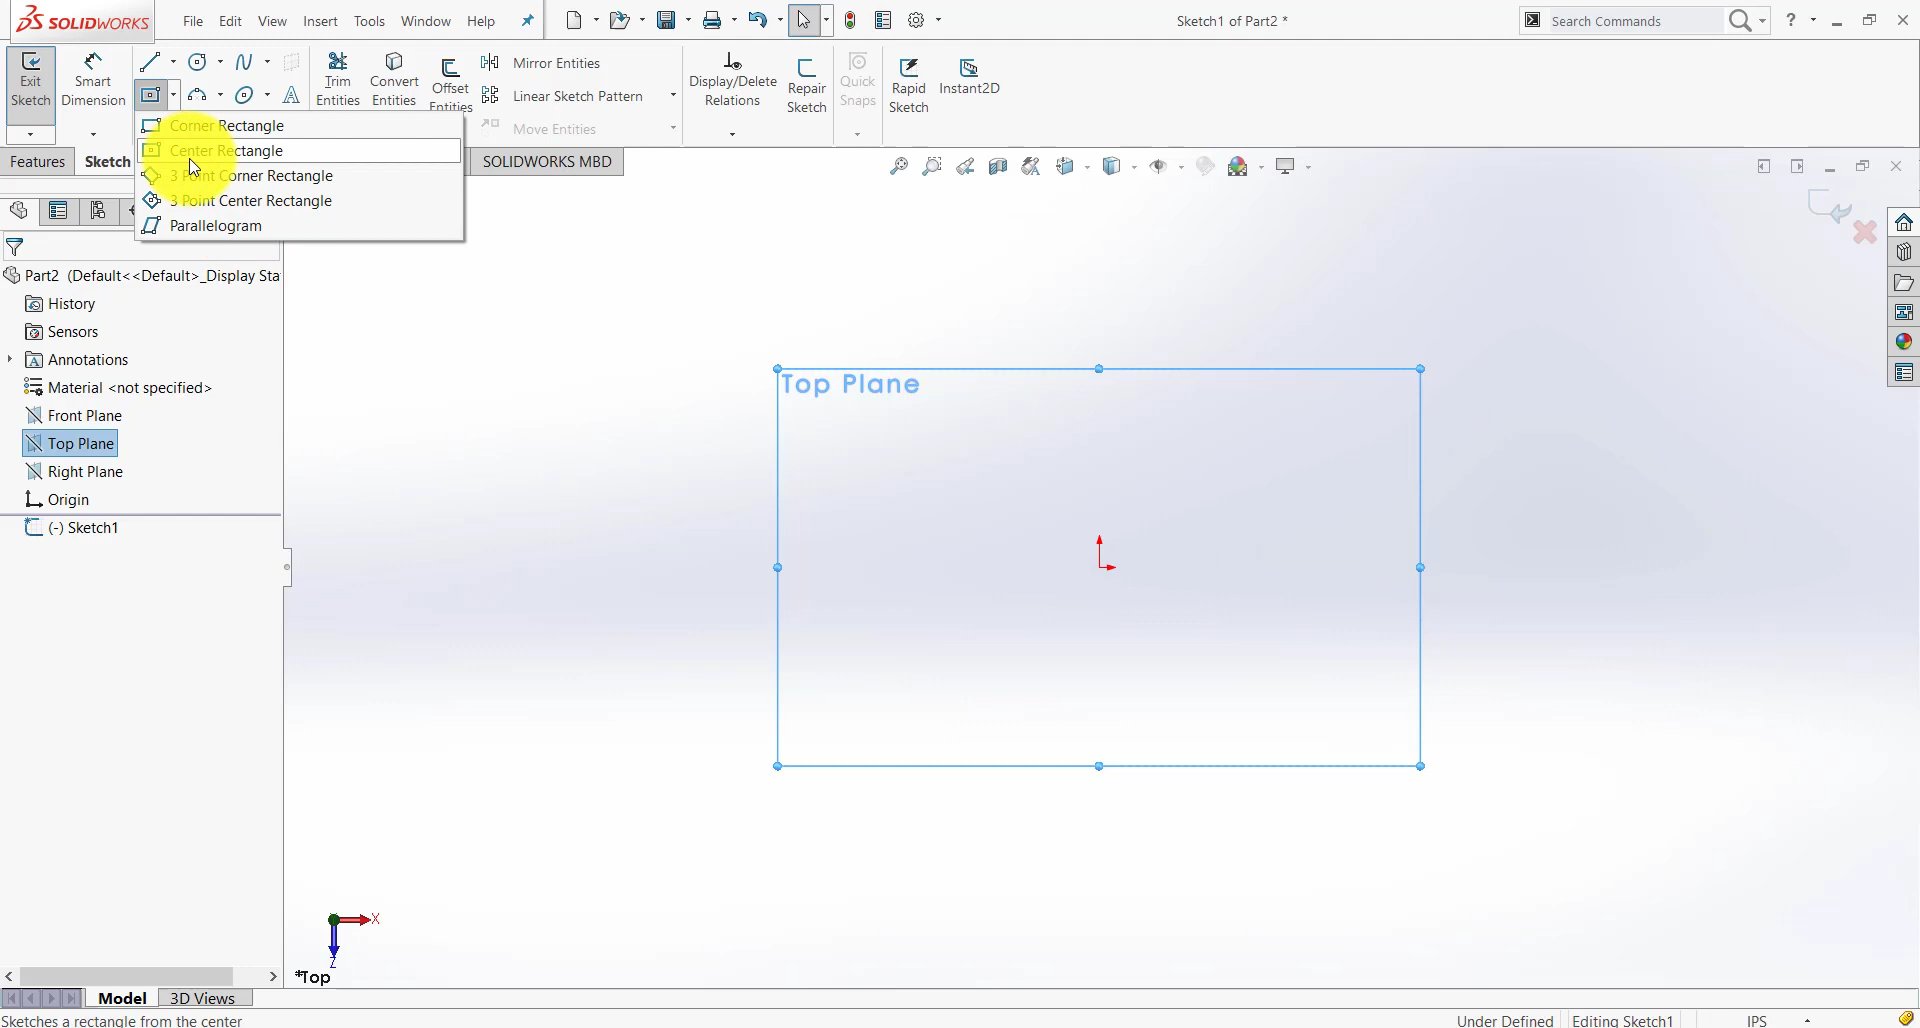 SOLIDWORKS File Edit View Insert Tools Window Help Sketch1 of Part2 * Search Commands ?
Exit Sketch
Smart Dimension
Trim Entities
Convert Entities
Offset Entities
Mirror Entities
Linear Sketch Pattern
Move Entities
Display/Delete Relations
Repair Sketch
Quick Snaps
Rapid Sketch
Instant2D
Corner Rectangle
Center Rectangle
3 Point Corner Rectangle
3 Point Center Rectangle
Parallelogram
Features Sketch SOLIDWORKS MBD
Part2 (Default<<Default>_Display Sta
History
Sensors
Annotations
Material <not specified>
Front Plane
Top Plane
Right Plane
Origin
(-) Sketch1
Top Plane
X
Z
*Top
Model 3D Views
Sketches a rectangle from the center Under Defined Editing Sketch1 IPS